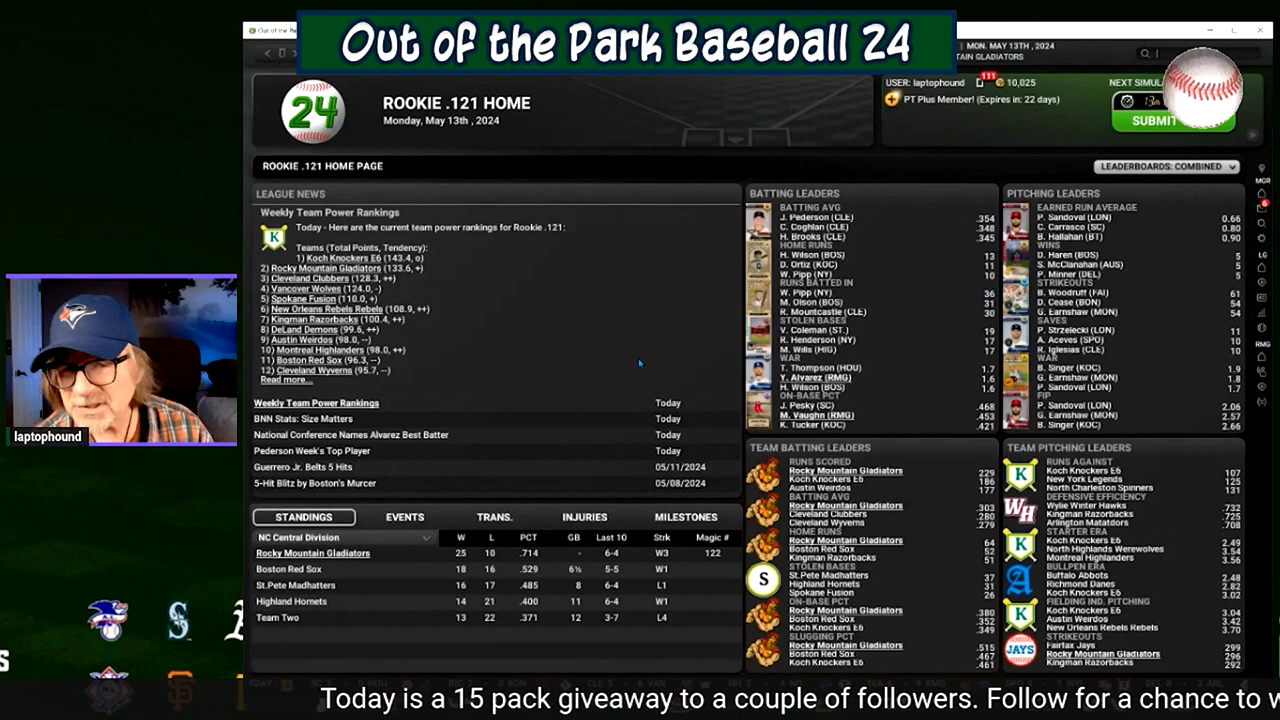 Out of the Park Baseball 24
Out of the Pa
MON. MAY 13TH , 2024
TAIN GLADIATORS
24
ROOKIE .121 HOME
Monday, May 13th , 2024
USER: laptophound
111
10,025
PT Plus Member! (Expires in: 22 days)
NEXT SIMUL
13m
SUBMIT
ROOKIE .121 HOME PAGE
LEADERBOARDS: COMBINED
LEAGUE NEWS
Weekly Team Power Rankings
Today - Here are the current team power rankings for Rookie .121:
Teams (Total Points, Tendency):
1) Koch Knockers E6 (143.4, o)
2) Rocky Mountain Gladiators (133.6, +)
3) Cleveland Clubbers (128.3, ++)
4) Vancover Wolves (124.0,-)
5) Spokane Fusion (110.0, +)
6) New Orleans Rebels Rebels (108.9, ++)
7) Kingman Razorbacks (100.4, ++)
8) DeLand Demons (99.6, ++)
9) Austin Weirdos (98.0, --)
10) Montreal Highlanders (98.0, ++)
11) Boston Red Sox (96.3, --)
12) Cleveland Wyverns (95.7, --)
Read more...
Weekly Team Power Rankings Today
BNN Stats: Size Matters Today
National Conference Names Alvarez Best Batter Today
Pederson Week's Top Player Today
Guerrero Jr. Belts 5 Hits 05/11/2024
5-Hit Blitz by Boston's Murcer 05/08/2024
STANDINGS EVENTS TRANS. INJURIES MILESTONES
NC Central Division W L PCT GB Last 10 Strk Magic #
Rocky Mountain Gladiators 25 10 .714 - 6-4 W3 122
Boston Red Sox 18 16 .529 6½ 5-5 W1
St.Pete Madhatters 16 17 .485 8 6-4 L1
Highland Hornets 14 21 .400 11 6-4 W1
Team Two 13 22 .371 12 3-7 L4
BATTING LEADERS
BATTING AVG
J. Pederson (CLE) .354
C. Coghlan (CLE) .348
H. Brooks (CLE) .345
HOME RUNS
H. Wilson (BOS) 13
D. Ortiz (KOC) 11
W. Pipp (NY) 10
RUNS BATTED IN
W. Pipp (NY) 36
M. Olson (BOS) 31
R. Mountcastle (CLE) 30
STOLEN BASES
V. Coleman (ST.) 19
R. Henderson (NY) 17
M. Wills (HIG) 17
WAR
T. Thompson (HOU) 1.7
Y. Alvarez (RMG) 1.6
H. Wilson (BOS) 1.6
ON-BASE PCT
J. Pesky (SC) .468
M. Vaughn (RMG) .453
K. Tucker (KOC) .421
PITCHING LEADERS
EARNED RUN AVERAGE
P. Sandoval (LON) 0.66
C. Carrasco (SC) 0.80
B. Hallahan (BT) 0.90
WINS
D. Haren (BOS) 5
S. McClanahan (AUS) 5
P. Minner (DEL) 5
STRIKEOUTS
B. Woodruff (FAI) 61
D. Cease (BON) 54
G. Earnshaw (MON) 54
SAVES
P. Strzelecki (LON) 11
A. Aceves (SPO) 10
R. Iglesias (CLE) 10
WAR
B. Singer (KOC) 1.9
G. Earnshaw (MON) 1.8
P. Sandoval (LON) 1.7
FIP
P. Sandoval (LON) 2.06
G. Earnshaw (MON) 2.57
B. Singer (KOC) 2.66
TEAM BATTING LEADERS
RUNS SCORED
Rocky Mountain Gladiators 229
Koch Knockers E6 186
Austin Weirdos 177
BATTING AVG
Rocky Mountain Gladiators .303
Cleveland Clubbers .280
Cleveland Wyverns .279
HOME RUNS
Rocky Mountain Gladiators 64
Boston Red Sox 52
Kingman Razorbacks 51
STOLEN BASES
St.Pete Madhatters 37
Highland Hornets 31
Spokane Fusion 26
ON-BASE PCT
Rocky Mountain Gladiators .380
Boston Red Sox .352
Koch Knockers E6 .349
SLUGGING PCT
Rocky Mountain Gladiators .515
Boston Red Sox .467
Koch Knockers E6 .461
TEAM PITCHING LEADERS
RUNS AGAINST
Koch Knockers E6 107
New York Legends 125
North Charleston Spinners 131
DEFENSIVE EFFICIENCY
Wylie Winter Hawks .732
Kingman Razorbacks .725
Arlington Matatdors .708
STARTER ERA
Koch Knockers E6 2.49
North Highlands Werewolves 3.54
Montreal Highlanders 3.56
BULLPEN ERA
Buffalo Abbots 2.48
Richmond Danes 2.82
Koch Knockers E6 3.02
FIELDING IND. PITCHING
Koch Knockers E6 3.04
Austin Weirdos 3.42
New Orleans Rebels Rebels 3.70
STRIKEOUTS
Fairfax Jays 299
Rocky Mountain Gladiators 296
Kingman Razorbacks 292
K
WH
K
A
K
JAYS
S
MGR
6
LG
RMG
laptophound
S
Today is a 15 pack giveaway to a couple of followers. Follow for a chance to w